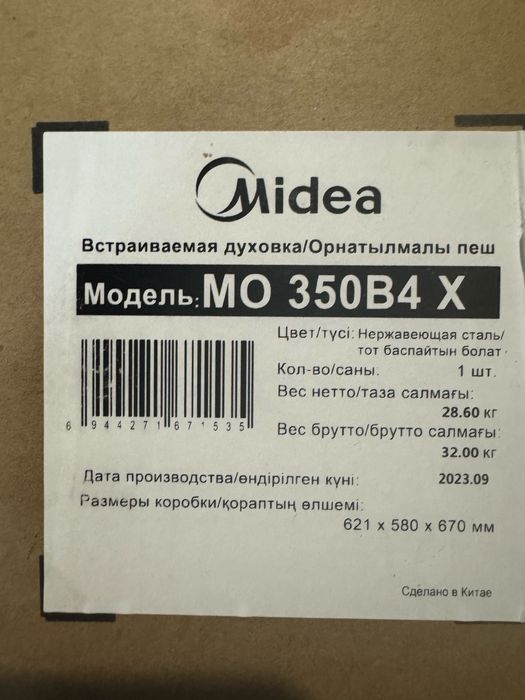 Midea
Встраиваемая духовка/Орнатылмалы пеш
Модель: MO 350B4 X
Цвет/түсі: Нержавеющая сталь/
тот баспайтын болат
Кол-во/саны: 1 шт.
Вес нетто/таза салмағы:
28.60 кг
Вес брутто/брутто салмағы:
32.00 кг
6 944271 671535
Дата производства/өндірілген күні: 2023.09
Размеры коробки/қораптың өлшемі:
621 x 580 x 670 мм
Сделано в Китае